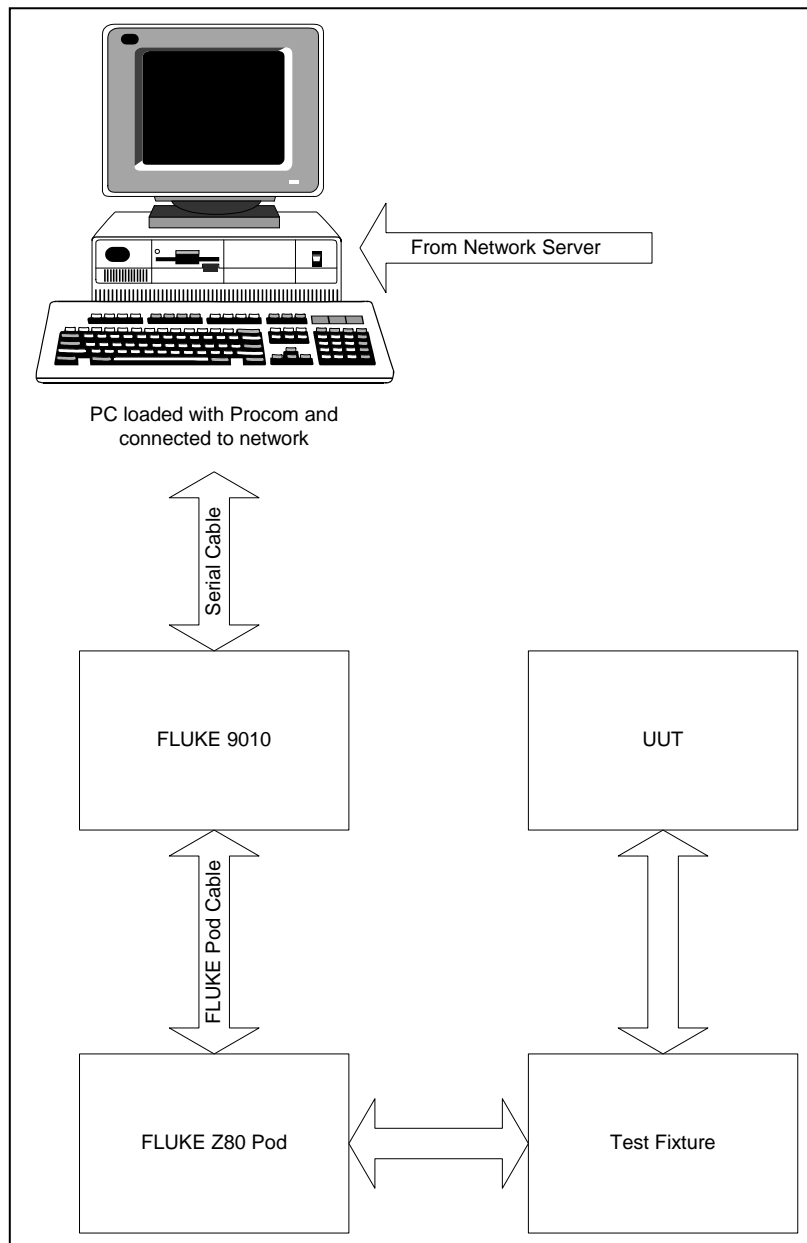 From Network Server
PC loaded with Procom and
connected to network
Serial Cable
FLUKE 9010
UUT
FLUKE Pod Cable
FLUKE Z80 Pod
Test Fixture